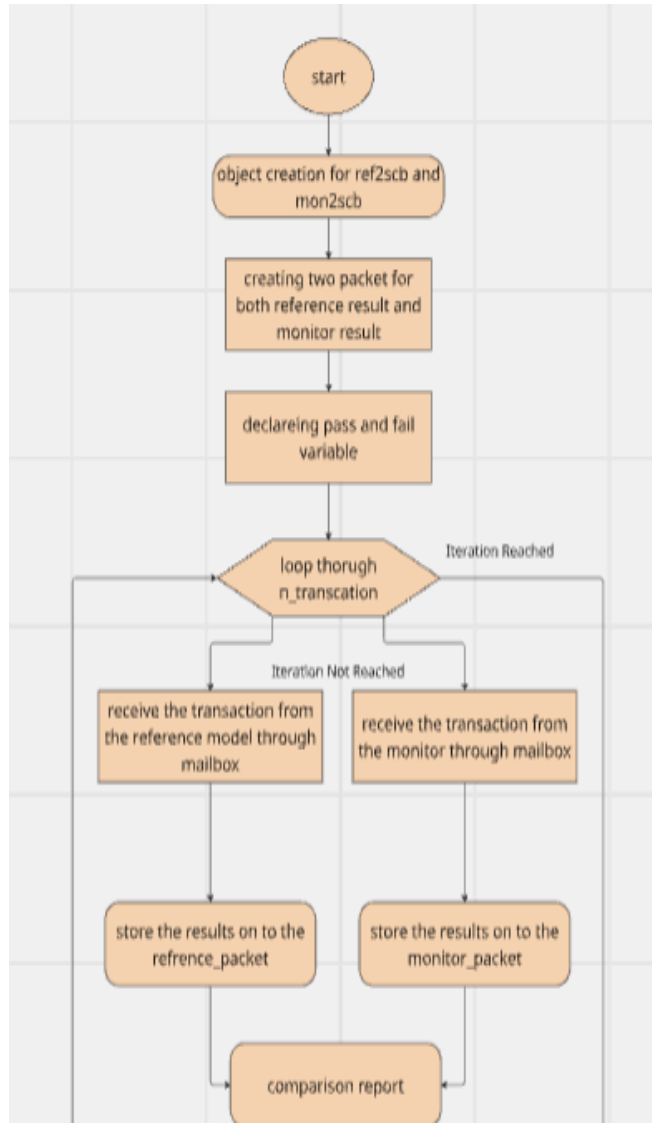 start
object creation for ref2scb and
mon2scb
creating two packet for
both reference result and
monitor result
declareing pass and fail
variable
Iteration Reached
loop thorugh
n_transcation
Iteration Not Reached
receive the transaction from
the reference model through
mailbox
receive the transaction from
the monitor through mailbox
store the results on to the
refrence_packet
store the results on to the
monitor_packet
comparison report